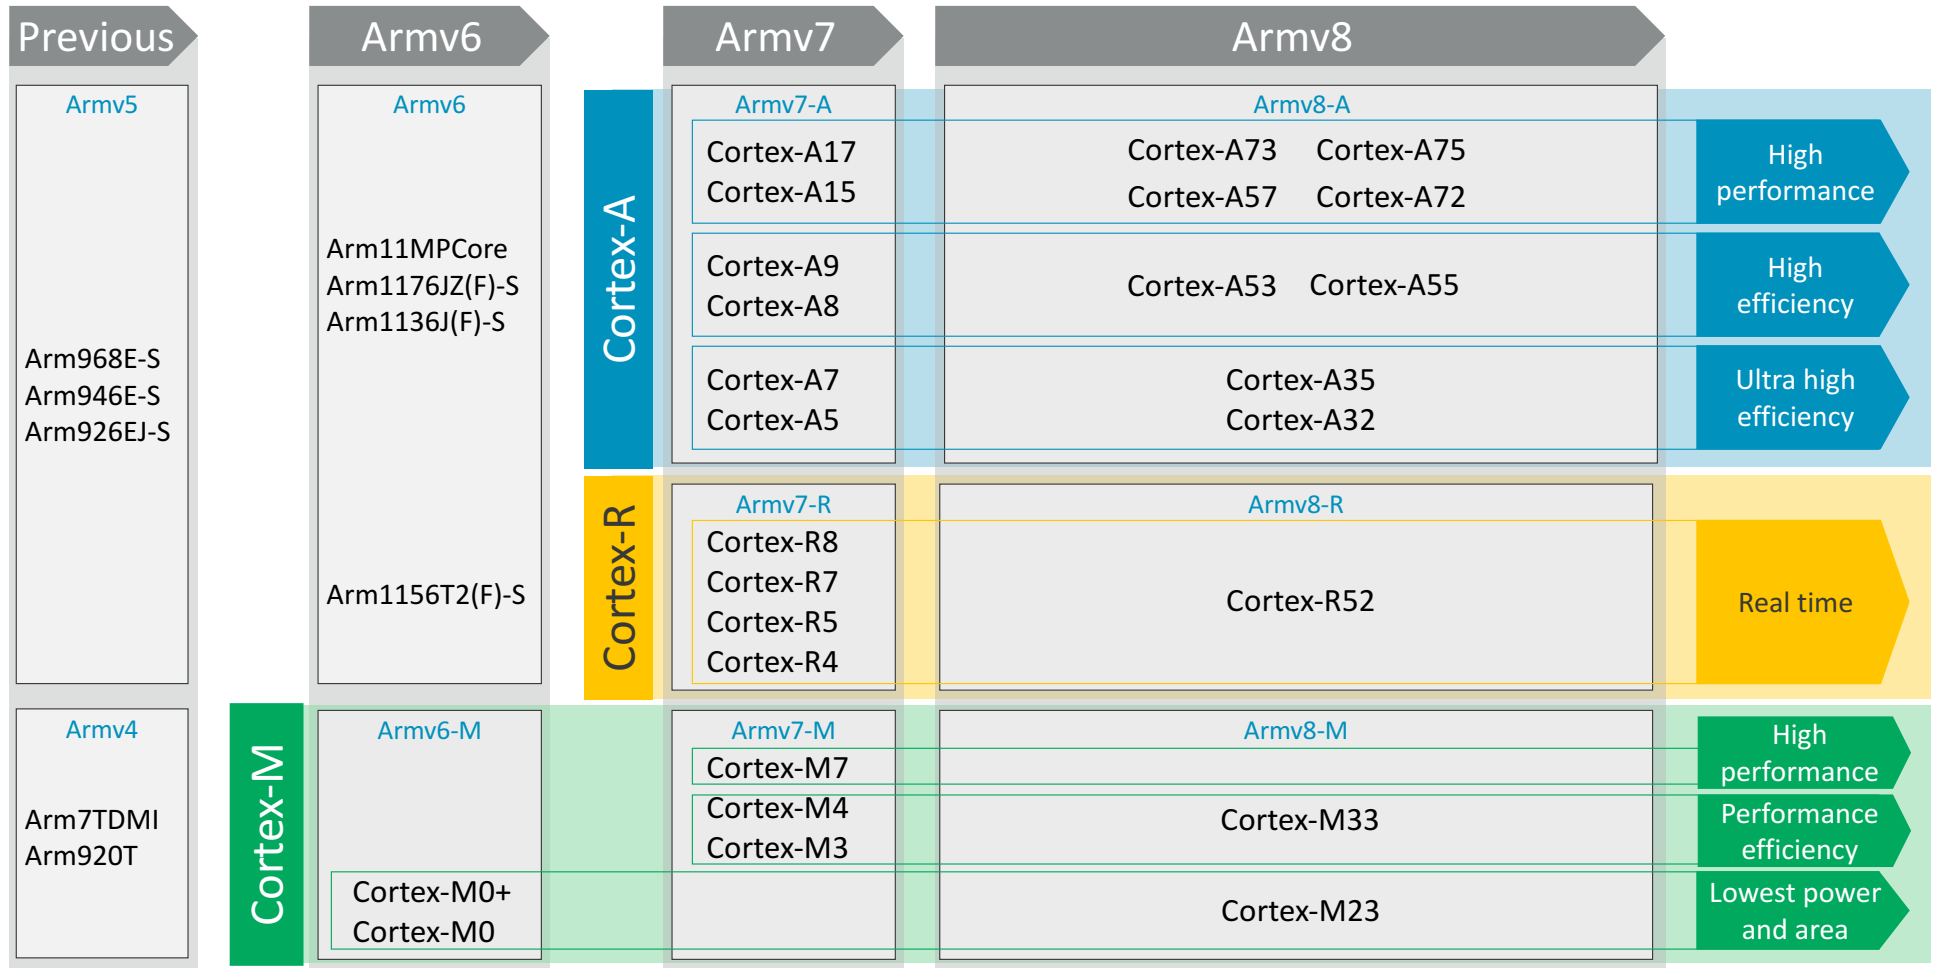 Previous
Armv6
Armv7
Armv8
Armv5
Arm968E-S
Arm946E-S
Arm926EJ-S
Armv4
Arm7TDMI
Arm920T
Armv6
Arm11MPCore
Arm1176JZ(F)-S
Arm1136J(F)-S
Arm1156T2(F)-S
Cortex-A
Armv7-A
Armv8-A
Cortex-A17
Cortex-A15
Cortex-A73 Cortex-A75
Cortex-A57 Cortex-A72
High
performance
Cortex-A9
Cortex-A8
Cortex-A53 Cortex-A55
High
efficiency
Cortex-A7
Cortex-A5
Cortex-A35
Cortex-A32
Ultra high
efficiency
Cortex-R
Armv7-R
Armv8-R
Cortex-R8
Cortex-R7
Cortex-R5
Cortex-R4
Cortex-R52
Real time
Cortex-M
Armv6-M
Armv7-M
Armv8-M
Cortex-M7
High
performance
Cortex-M4
Cortex-M3
Cortex-M33
Performance
efficiency
Cortex-M0+
Cortex-M0
Cortex-M23
Lowest power
and area